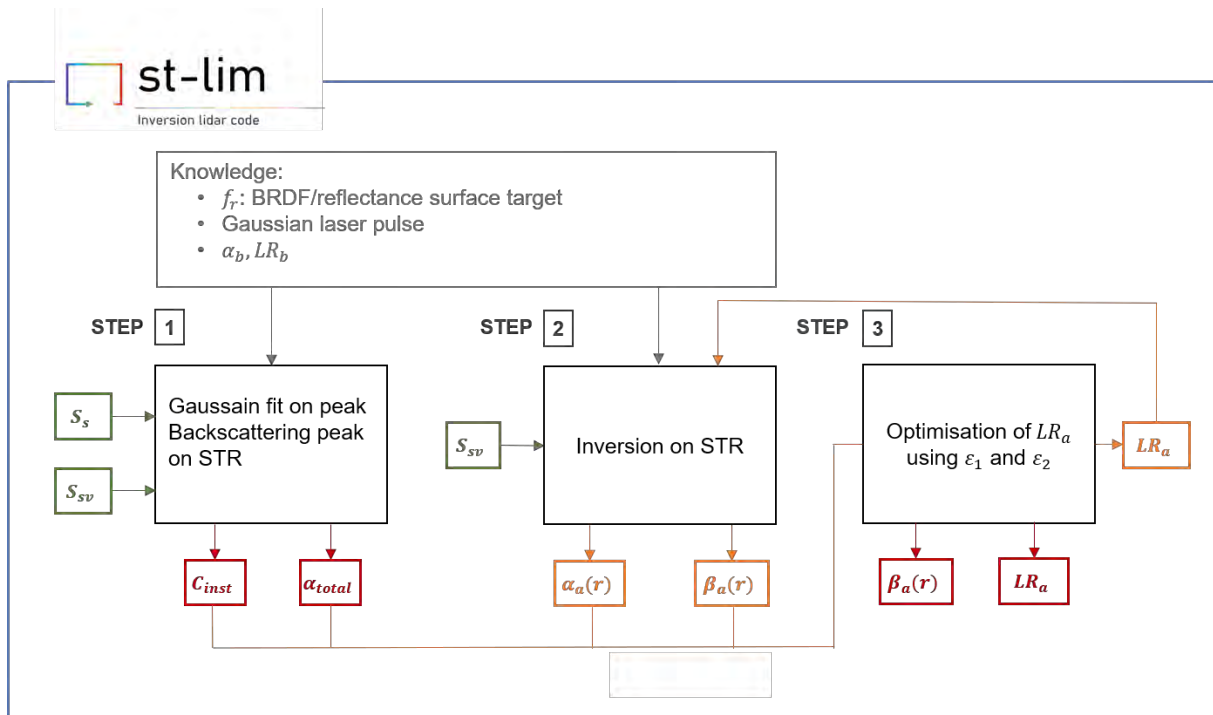 st-lim
Inversion lidar code
Knowledge:
• f_r: BRDF/reflectance surface target
• Gaussian laser pulse
• α_b, LR_b
STEP 1
STEP 2
STEP 3
S_s
S_sv
Gaussain fit on peak
Backscattering peak
on STR
S_sv
Inversion on STR
Optimisation of LR_a
using ε_1 and ε_2
LR_a
C_inst
α_total
α_a(r)
β_a(r)
β_a(r)
LR_a